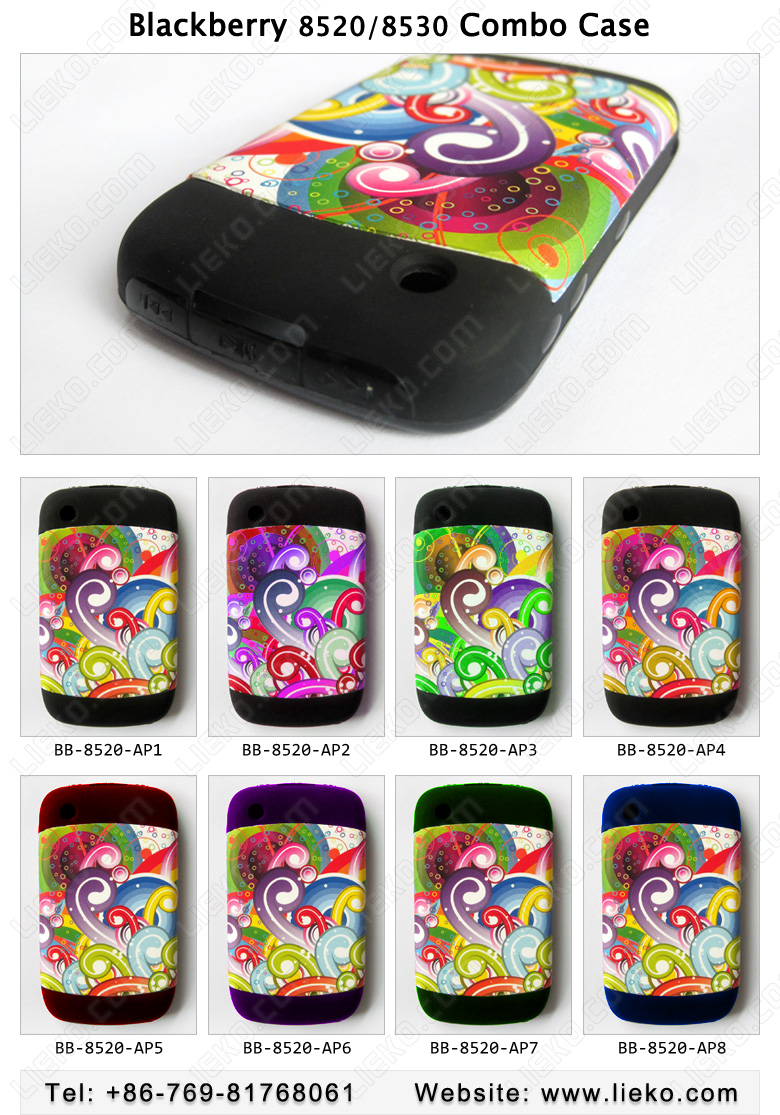 Blackberry 8520/8530 Combo Case
LIEKO.COM
BB-8520-AP1 BB-8520-AP2 BB-8520-AP3 BB-8520-AP4
BB-8520-AP5 BB-8520-AP6 BB-8520-AP7 BB-8520-AP8
Tel: +86-769-81768061 Website: www.lieko.com